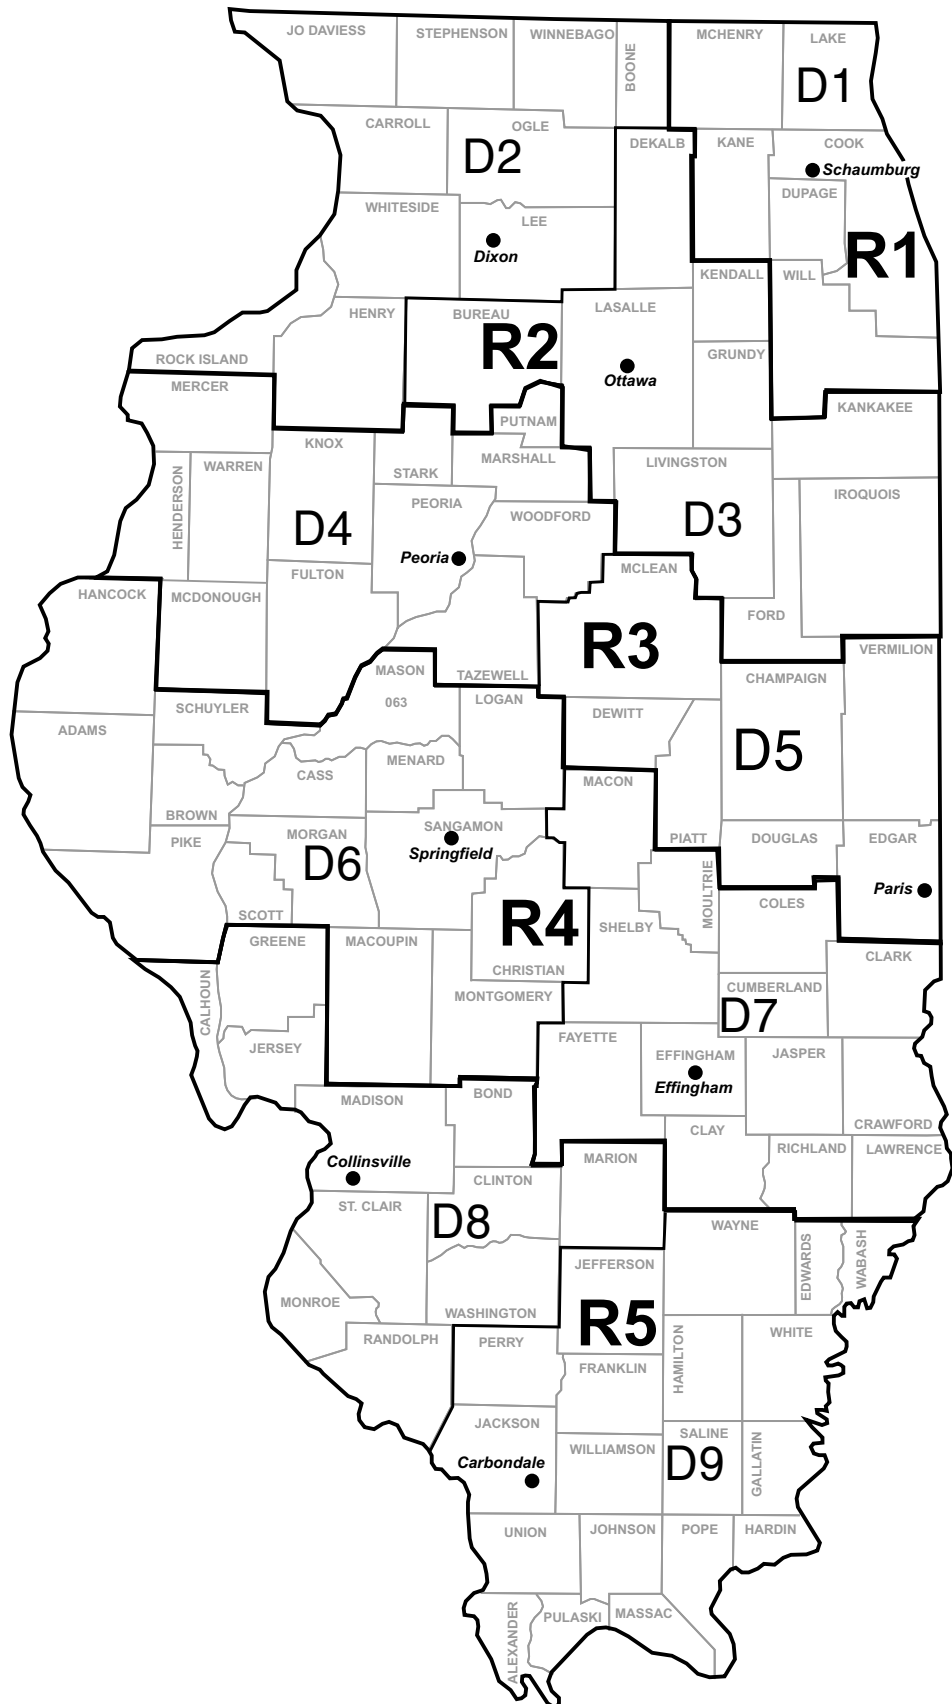 JO DAVIESS
STEPHENSON
WINNEBAGO
BOONE
MCHENRY
LAKE
D1
CARROLL
OGLE
D2
DEKALB
KANE
COOK
Schaumburg
DUPAGE
WHITESIDE
LEE
Dixon
R1
KENDALL
WILL
HENRY
BUREAU
R2
LASALLE
ROCK ISLAND
GRUNDY
Ottawa
MERCER
KANKAKEE
PUTNAM
KNOX
STARK
MARSHALL
LIVINGSTON
HENDERSON
WARREN
PEORIA
WOODFORD
IROQUOIS
D4
D3
Peoria
FULTON
MCLEAN
HANCOCK
MCDONOUGH
FORD
R3
VERMILION
MASON
TAZEWELL
CHAMPAIGN
063
LOGAN
SCHUYLER
DEWITT
ADAMS
D5
MENARD
CASS
MACON
BROWN
SANGAMON
PIKE
MORGAN
Springfield
PIATT
DOUGLAS
EDGAR
D6
MOULTRIE
Paris
SCOTT
R4
SHELBY
COLES
GREENE
MACOUPIN
CHRISTIAN
CLARK
CALHOUN
MONTGOMERY
CUMBERLAND
D7
JERSEY
FAYETTE
EFFINGHAM
JASPER
Effingham
MADISON
BOND
CLAY
CRAWFORD
RICHLAND
LAWRENCE
Collinsville
MARION
CLINTON
ST. CLAIR
D8
WAYNE
EDWARDS
WABASH
JEFFERSON
MONROE
WASHINGTON
R5
RANDOLPH
PERRY
HAMILTON
WHITE
FRANKLIN
JACKSON
WILLIAMSON
SALINE
D9
GALLATIN
Carbondale
UNION
JOHNSON
POPE
HARDIN
ALEXANDER
PULASKI
MASSAC